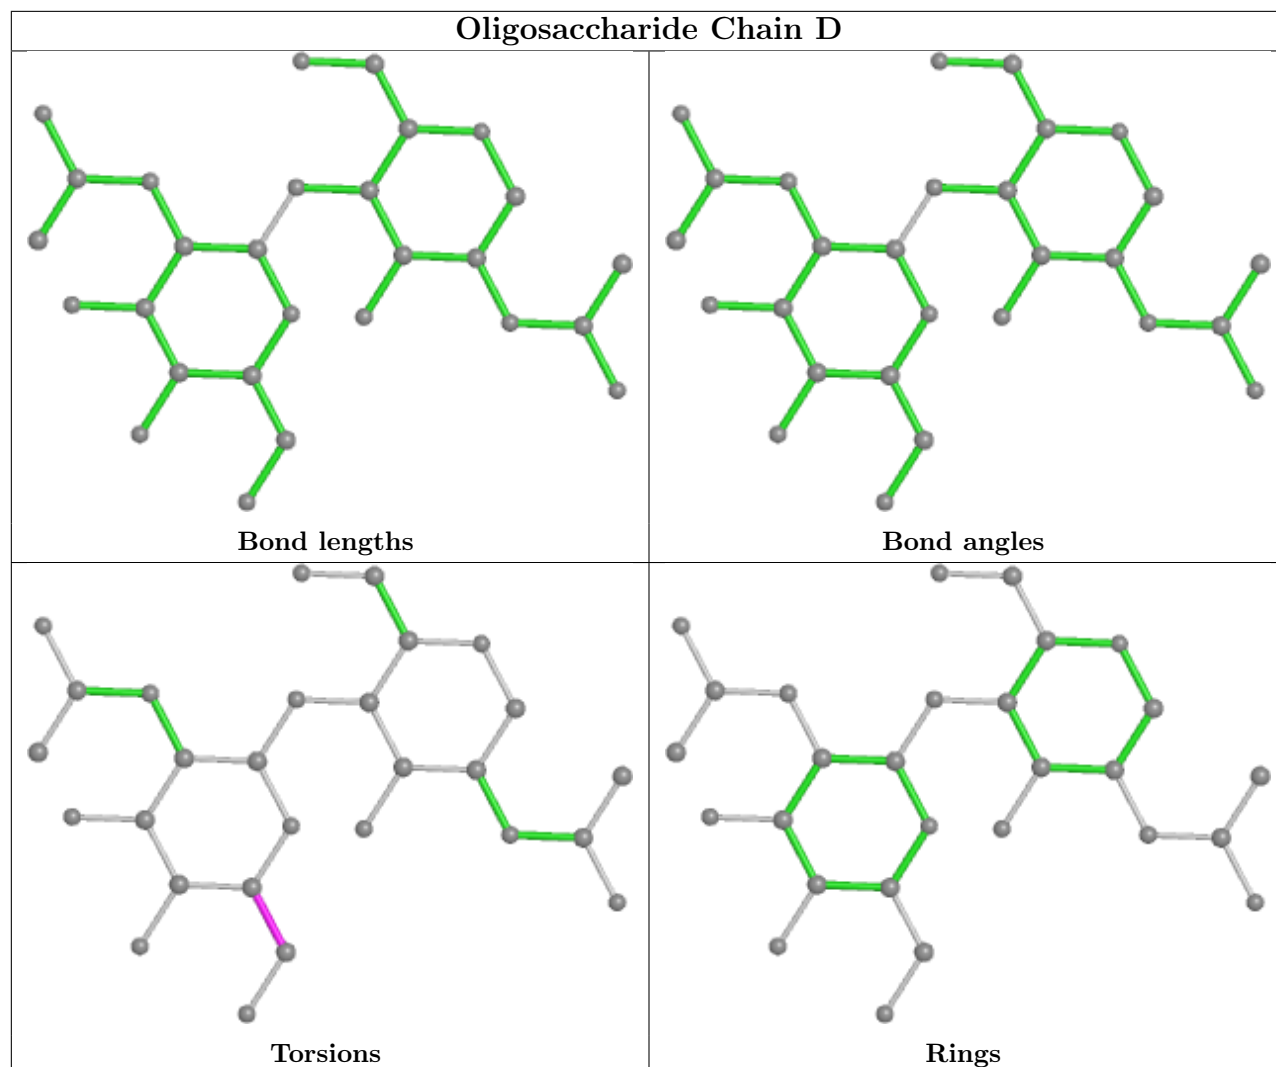 Oligosaccharide Chain D
Bond lengths
Bond angles
Torsions
Rings